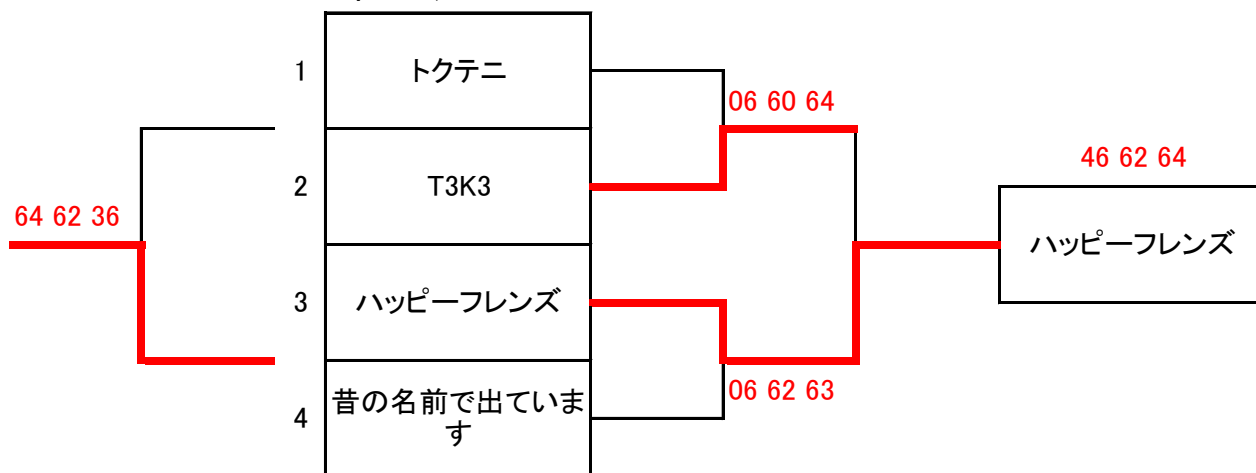 1
トクテニ
06 60 64
46 62 64
2
T3K3
64 62 36
ハッピーフレンズ
3
ハッピーフレンズ
06 62 63
4
昔の名前で出ていま
す